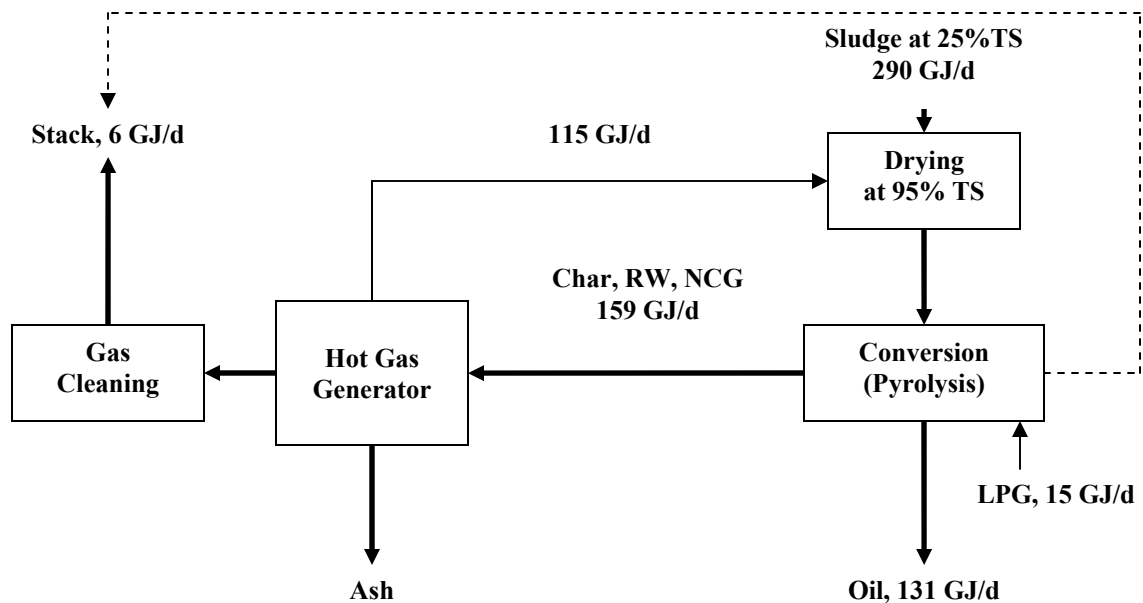 Sludge at 25%TS
290 GJ/d
Stack, 6 GJ/d
115 GJ/d
Drying
at 95% TS
Char, RW, NCG
159 GJ/d
Gas
Cleaning
Hot Gas
Generator
Conversion
(Pyrolysis)
LPG, 15 GJ/d
Ash
Oil, 131 GJ/d